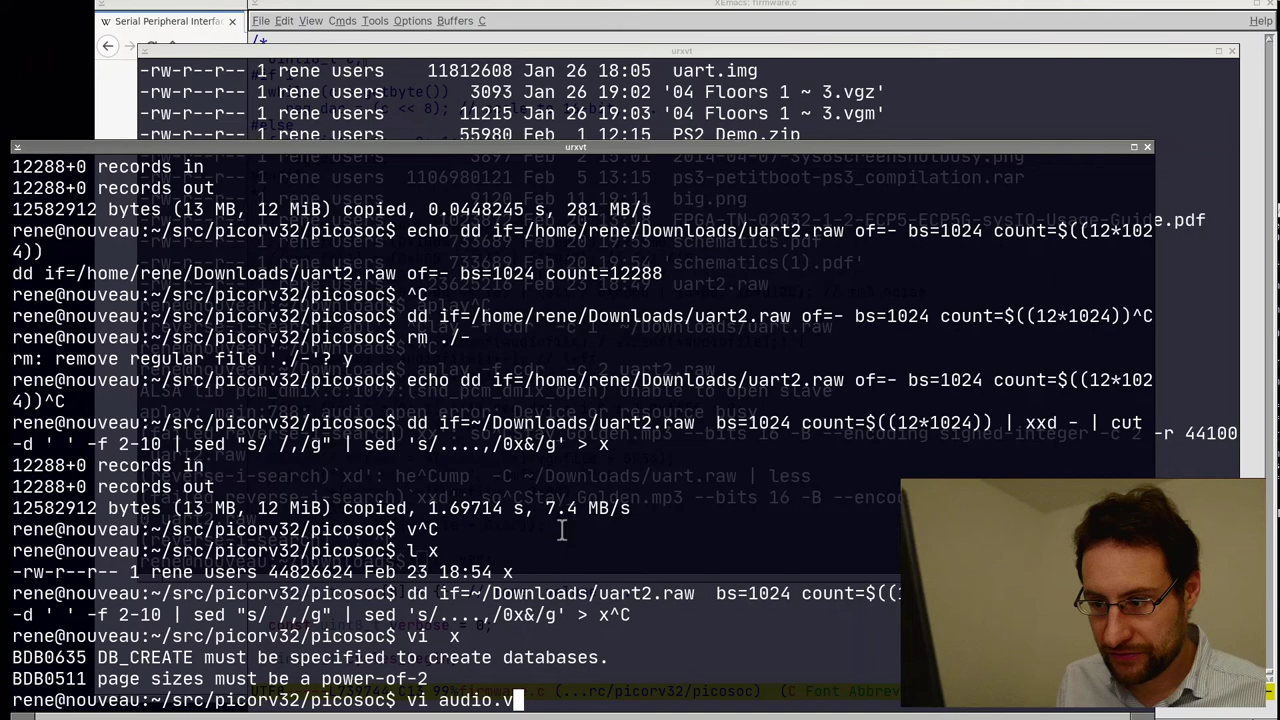 XEmacs: firmware.c
Serial Peripheral Interfac
File Edit View Cmds Tools Options Buffers C
Help
/*
urxvt
-rw-r--r-- 1 rene users 11812608 Jan 26 18:05 uart.img
-rw-r--r-- 1 rene users 3093 Jan 26 19:02 '04 Floors 1 ~ 3.vgz'
-rw-r--r-- 1 rene users 11215 Jan 26 19:03 '04 Floors 1 ~ 3.vgm'
-rw-r--r-- 1 rene users 55980 Feb 1 12:15 PS2 Demo.zip
urxvt
12288+0 records in
12288+0 records out
12582912 bytes (13 MB, 12 MiB) copied, 0.0448245 s, 281 MB/s
rene@nouveau:~/src/picorv32/picosoc$ echo dd if=/home/rene/Downloads/uart2.raw of=- bs=1024 count=$((12*102
4))
dd if=/home/rene/Downloads/uart2.raw of=- bs=1024 count=12288
rene@nouveau:~/src/picorv32/picosoc$ ^C
rene@nouveau:~/src/picorv32/picosoc$ dd if=/home/rene/Downloads/uart2.raw of=- bs=1024 count=$((12*1024))^C
rene@nouveau:~/src/picorv32/picosoc$ rm ./-
rm: remove regular file './-'? y
rene@nouveau:~/src/picorv32/picosoc$ echo dd if=/home/rene/Downloads/uart2.raw of=- bs=1024 count=$((12*102
4))^C
rene@nouveau:~/src/picorv32/picosoc$ dd if=~/Downloads/uart2.raw  bs=1024 count=$((12*1024)) | xxd - | cut
-d ' ' -f 2-10 | sed "s/ /,/g" | sed 's/....,/0x&/g' > x
12288+0 records in
12288+0 records out
12582912 bytes (13 MB, 12 MiB) copied, 1.69714 s, 7.4 MB/s
rene@nouveau:~/src/picorv32/picosoc$ v^C
rene@nouveau:~/src/picorv32/picosoc$ l x
-rw-r--r-- 1 rene users 44826624 Feb 23 18:54 x
rene@nouveau:~/src/picorv32/picosoc$ dd if=~/Downloads/uart2.raw  bs=1024 count=$((
-d ' ' -f 2-10 | sed "s/ /,/g" | sed 's/....,/0x&/g' > x^C
rene@nouveau:~/src/picorv32/picosoc$ vi  x
BDB0635 DB_CREATE must be specified to create databases.
BDB0511 page sizes must be a power-of-2
rene@nouveau:~/src/picorv32/picosoc$ vi audio.v